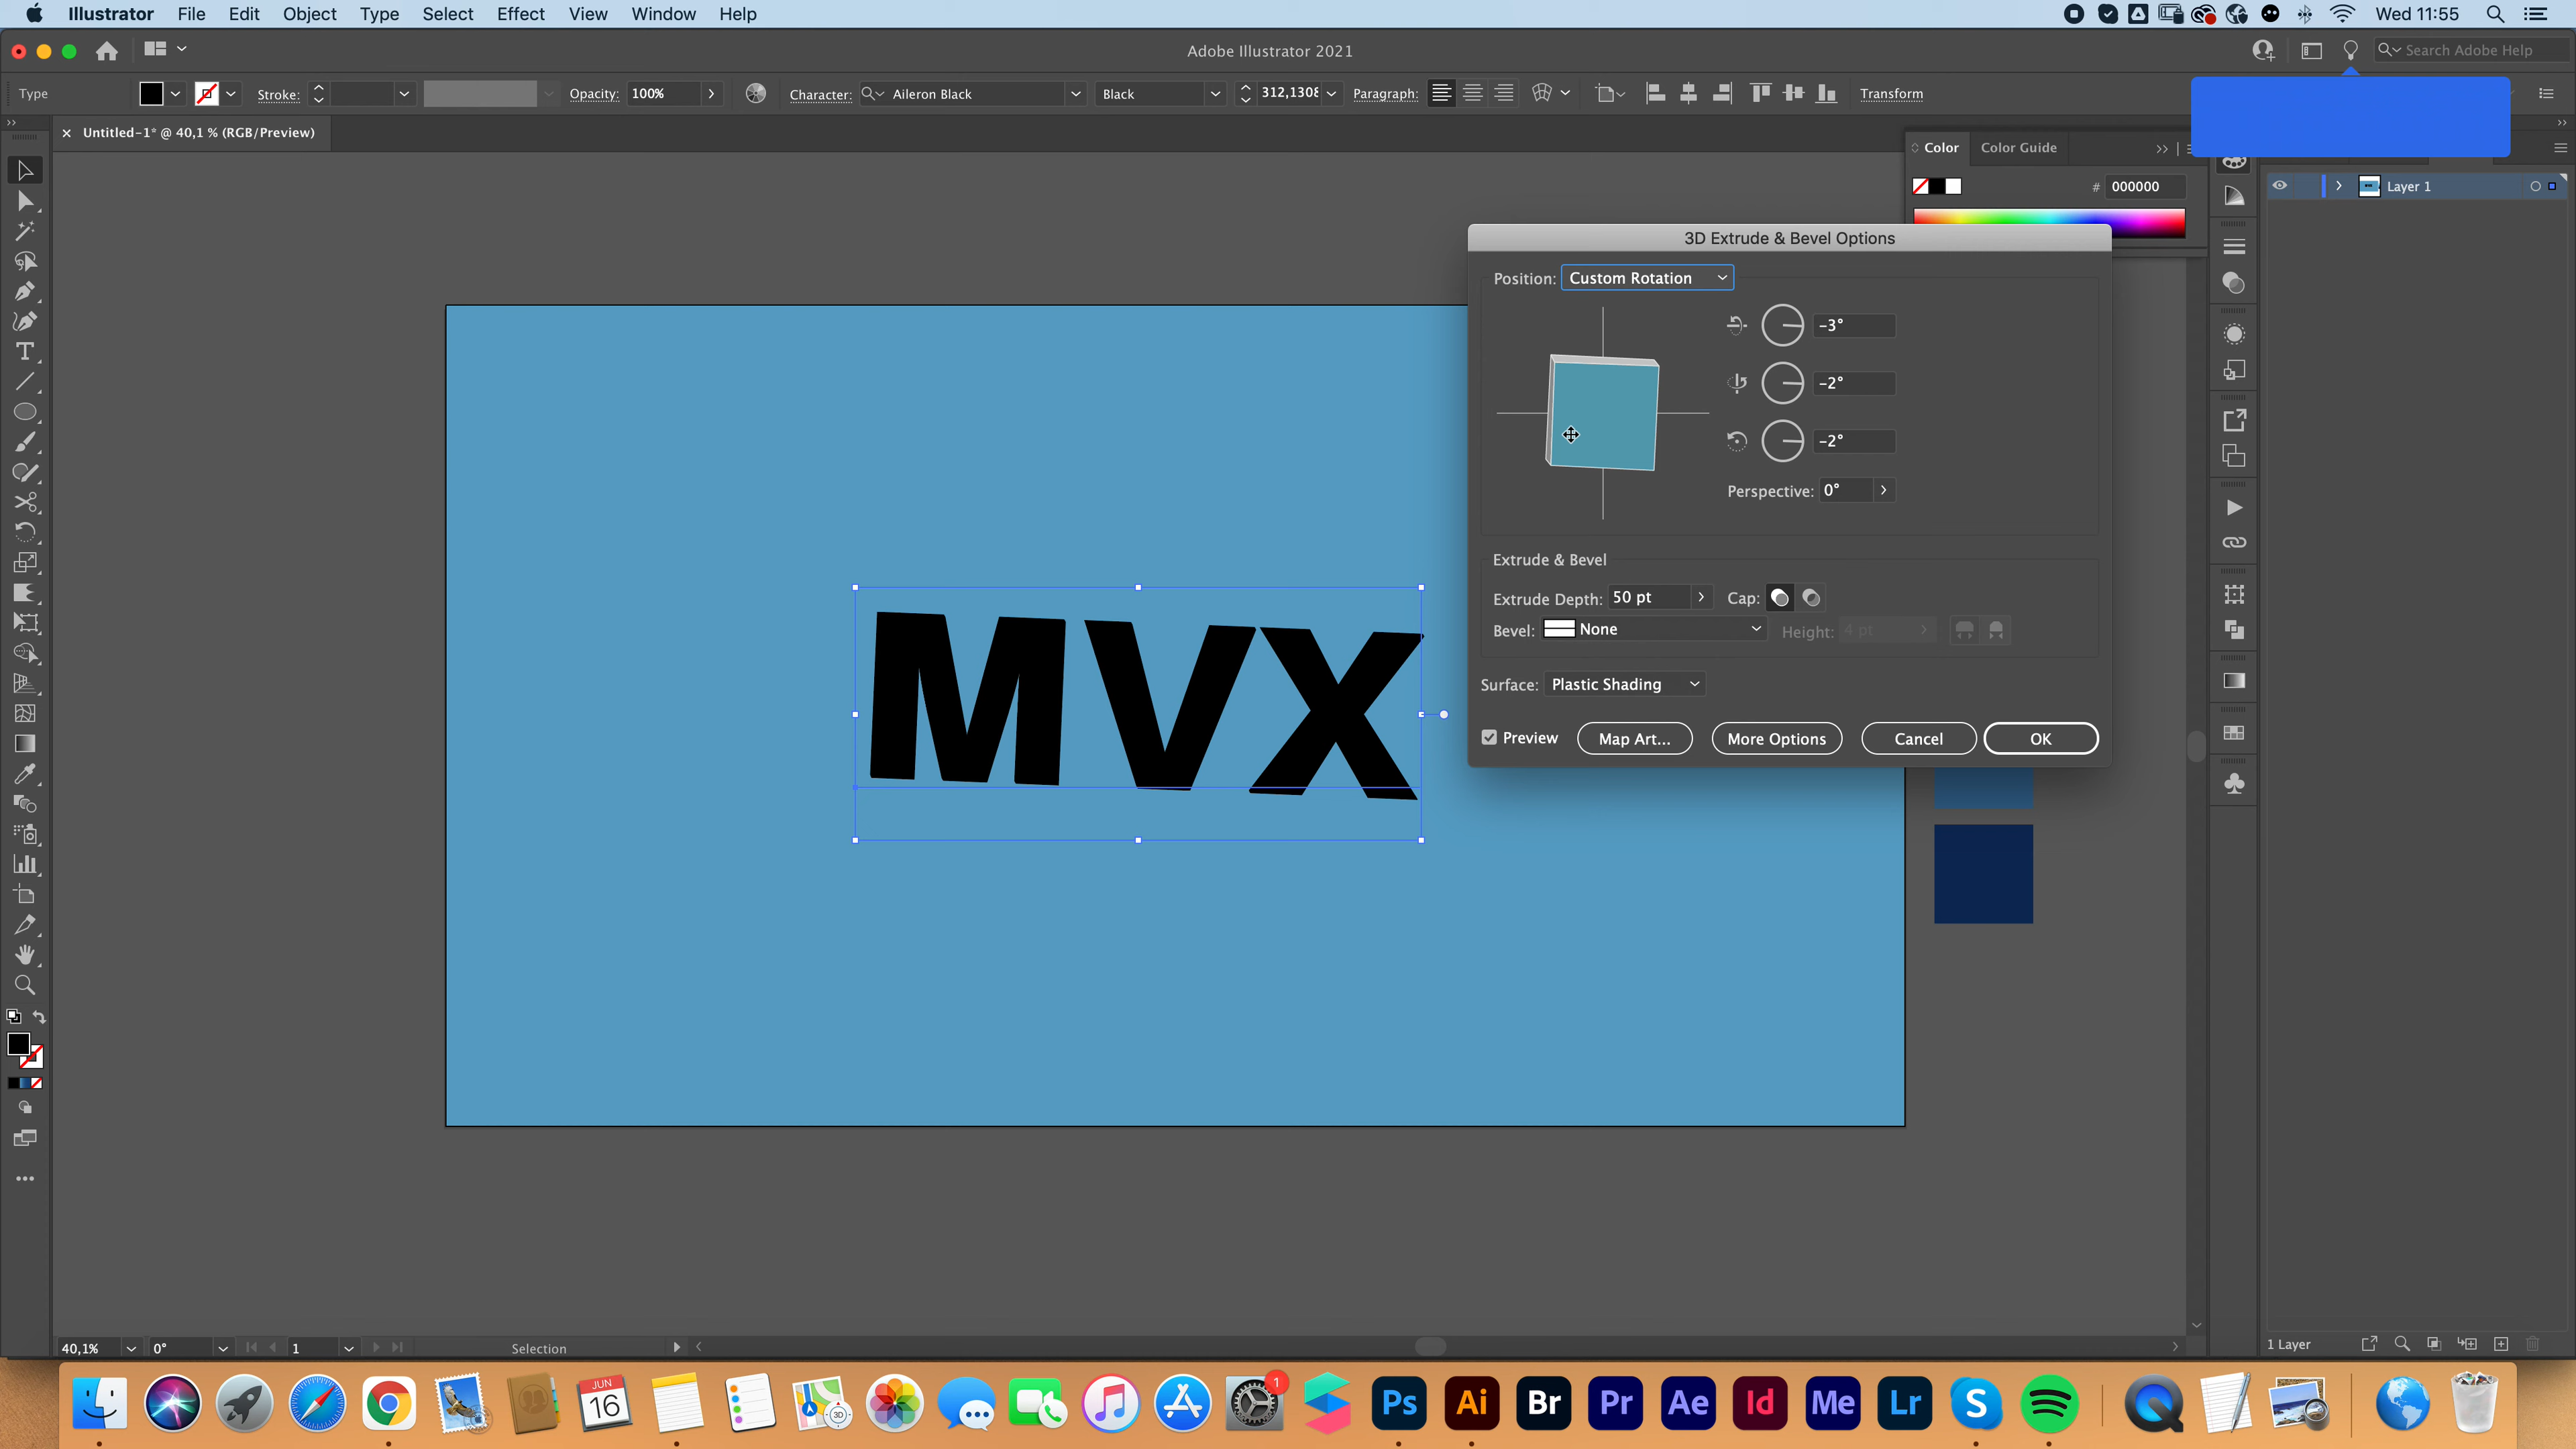 Illustrator File Edit Object Type Select Effect View Window Help Wed 11:55
Adobe Illustrator 2021 Search Adobe Help
Type Stroke: Opacity: 100% Character: Aileron Black Black 312,1308 Paragraph: Transform
Untitled-1* @ 40,1 % (RGB/Preview)
Color Color Guide
# 000000
Layer 1
3D Extrude & Bevel Options
Position: Custom Rotation
-3°
-2°
-2°
Perspective: 0°
Extrude & Bevel
Extrude Depth: 50 pt Cap:
Bevel: None Height: 4 pt
Surface: Plastic Shading
Preview Map Art... More Options Cancel OK
MVX
40,1% 0° 1 Selection
1 Layer
JUN
16
3D
1
Ps Ai Br Pr Ae Id Me Lr S